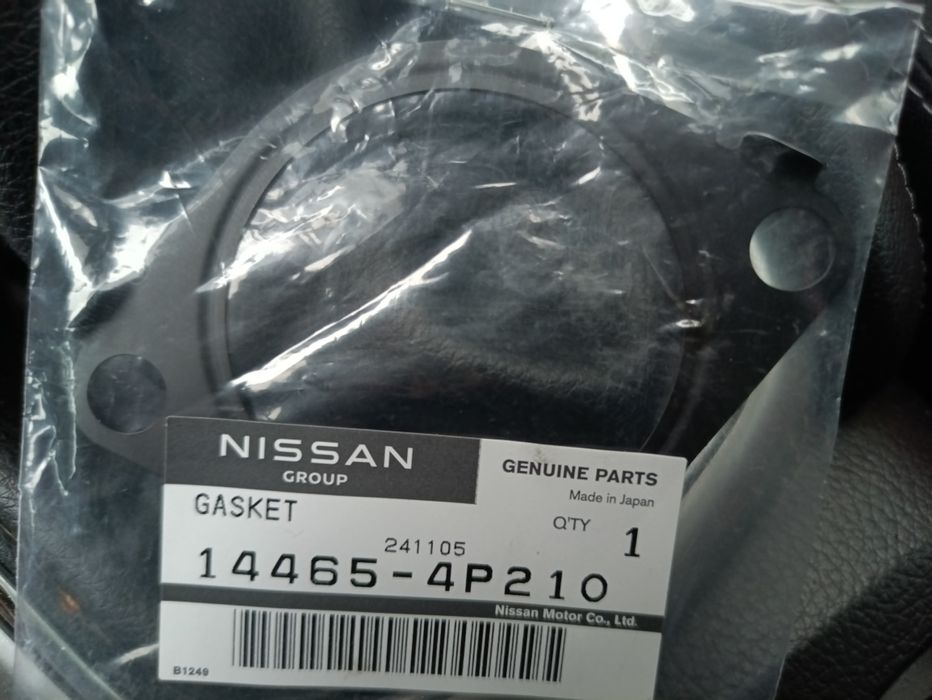 NISSAN
GROUP
GENUINE PARTS
Made in Japan
GASKET
Q'TY 1
241105
14465-4P210
Nissan Motor Co., Ltd.
B1249